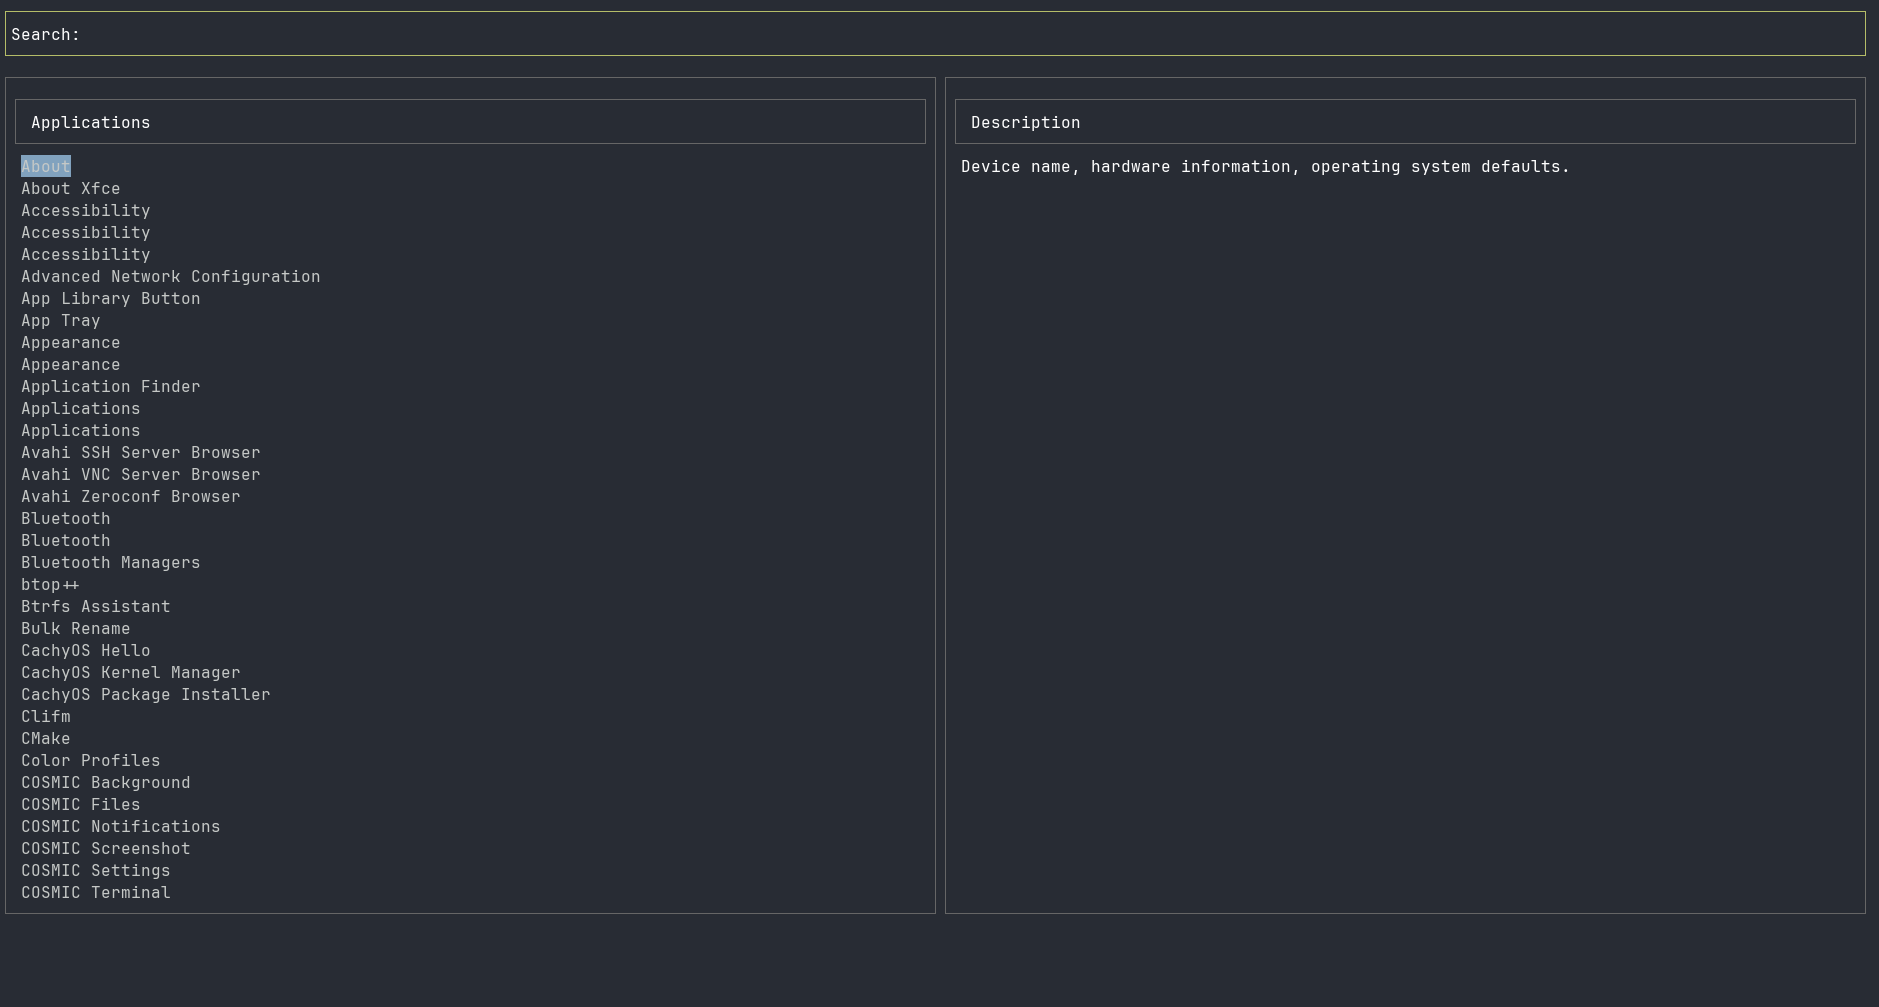 Search:
Applications
About
About Xfce
Accessibility
Accessibility
Accessibility
Advanced Network Configuration
App Library Button
App Tray
Appearance
Appearance
Application Finder
Applications
Applications
Avahi SSH Server Browser
Avahi VNC Server Browser
Avahi Zeroconf Browser
Bluetooth
Bluetooth
Bluetooth Managers
btop++
Btrfs Assistant
Bulk Rename
CachyOS Hello
CachyOS Kernel Manager
CachyOS Package Installer
Clifm
CMake
Color Profiles
COSMIC Background
COSMIC Files
COSMIC Notifications
COSMIC Screenshot
COSMIC Settings
COSMIC Terminal
Description
Device name, hardware information, operating system defaults.